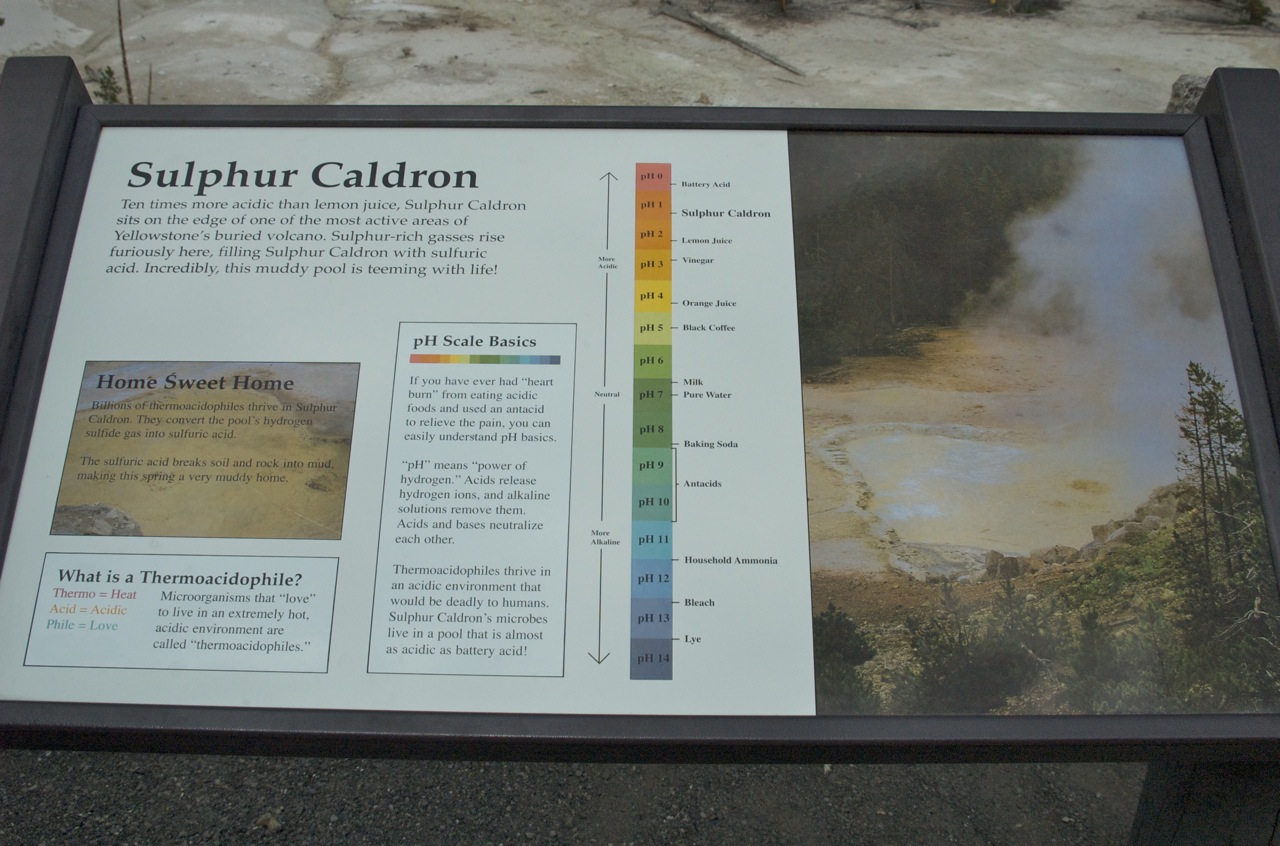 Sulphur Caldron
Ten times more acidic than lemon juice, Sulphur Caldron
sits on the edge of one of the most active areas of
Yellowstone's buried volcano. Sulphur-rich gasses rise
furiously here, filling Sulphur Caldron with sulfuric
acid. Incredibly, this muddy pool is teeming with life!
Home Sweet Home
Billions of thermoacidophiles thrive in Sulphur
Caldron. They convert the pool's hydrogen
sulfide gas into sulfuric acid.
The sulfuric acid breaks soil and rock into mud,
making this spring a very muddy home.
What is a Thermoacidophile?
Thermo = Heat
Acid = Acidic
Phile = Love
Microorganisms that “love”
to live in an extremely hot,
acidic environment are
called “thermoacidophiles.”
pH Scale Basics
If you have ever had “heart
burn” from eating acidic
foods and used an antacid
to relieve the pain, you can
easily understand pH basics.
“pH” means “power of
hydrogen.” Acids release
hydrogen ions, and alkaline
solutions remove them.
Acids and bases neutralize
each other.
Thermoacidophiles thrive in
an acidic environment that
would be deadly to humans.
Sulphur Caldron's microbes
live in a pool that is almost
as acidic as battery acid!
More
Acidic
Neutral
More
Alkaline
pH 0
Battery Acid
pH 1
Sulphur Caldron
pH 2
Lemon Juice
Vinegar
pH 3
pH 4
Orange Juice
pH 5
Black Coffee
pH 6
Milk
pH 7
Pure Water
pH 8
Baking Soda
pH 9
Antacids
pH 10
pH 11
Household Ammonia
pH 12
Bleach
pH 13
Lye
pH 14